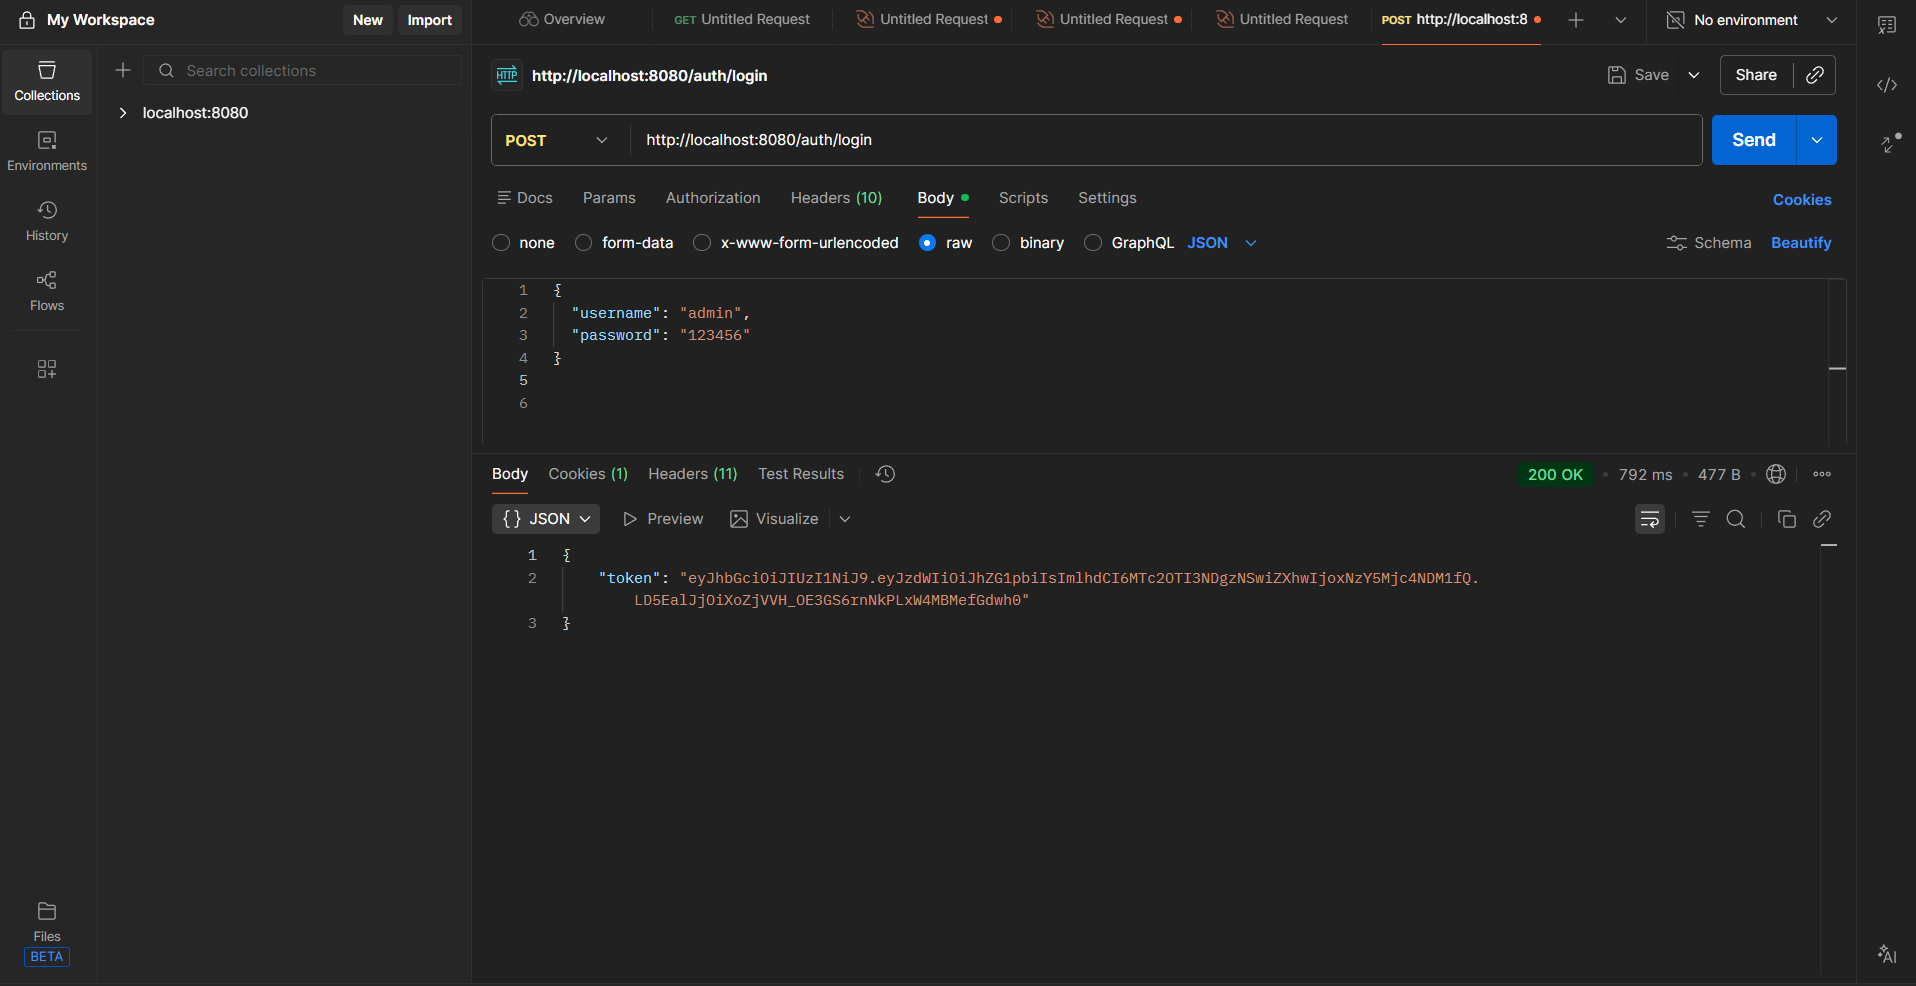 My Workspace
New
Import
Overview
GET Untitled Request
Untitled Request
Untitled Request
Untitled Request
POST http://localhost:8
No environment
Collections
Environments
History
Flows
Files
BETA
Search collections
localhost:8080
HTTP
http://localhost:8080/auth/login
Save
Share
POST
http://localhost:8080/auth/login
Send
Docs
Params
Authorization
Headers (10)
Body
Scripts
Settings
Cookies
none
form-data
x-www-form-urlencoded
raw
binary
GraphQL
JSON
Schema
Beautify
1 {
2 "username": "admin",
3 "password": "123456"
4 }
5
6
Body
Cookies (1)
Headers (11)
Test Results
200 OK
792 ms
477 B
{} JSON
Preview
Visualize
1 {
2 "token": "eyJhbGciOiJIUzI1NiJ9.eyJzdWIiOiJhZG1pbiIsImlhdCI6MTc2OTI3NDgzNSwiZXhwIjoxNzY5Mjc4NDM1fQ.
LD5EalJjOiXoZjVVH_OE3GS6rnNkPLxW4MBMefGdwh0"
3 }
AI